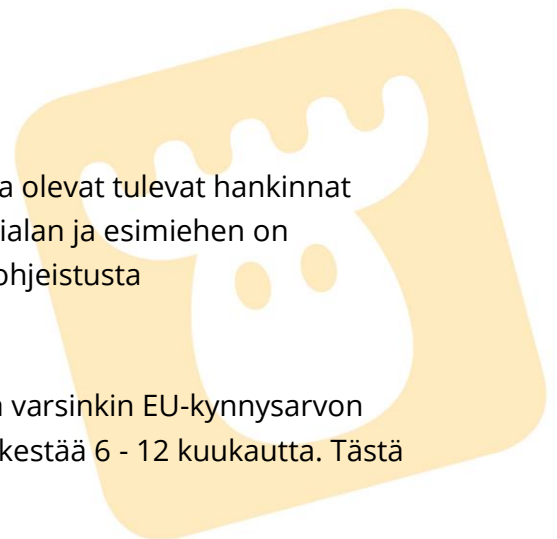 a olevat tulevat hankinnat
ialan ja esimiehen on
ohjeistusta
varsinkin EU-kynnysarvon
kestää 6 - 12 kuukautta. Tästä